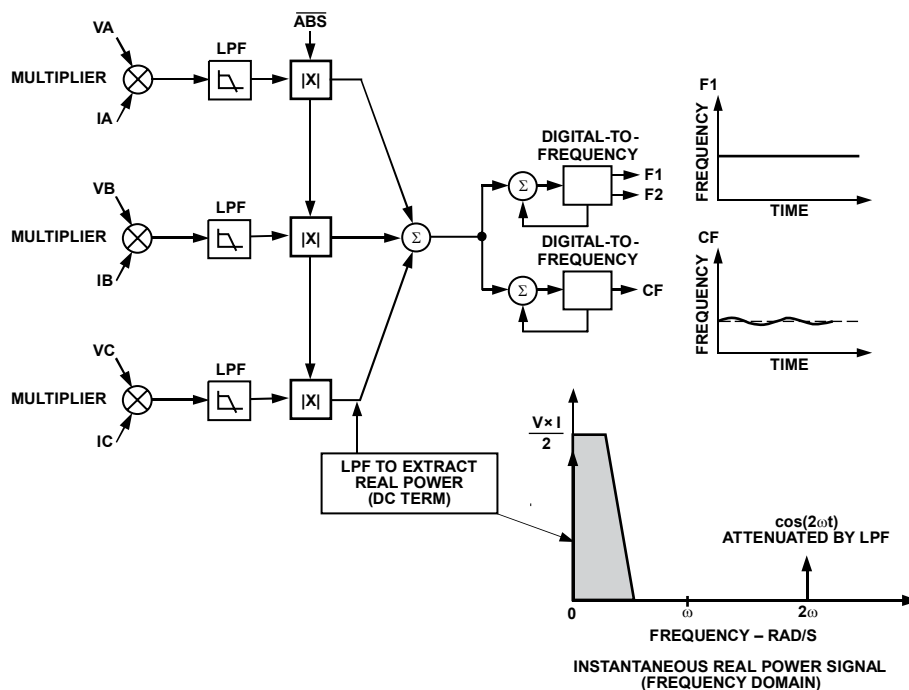 VA
ABS
LPF
MULTIPLIER
|X|
IA
VB
LPF
MULTIPLIER
|X|
Σ
IB
VC
LPF
MULTIPLIER
|X|
IC
LPF TO EXTRACT
REAL POWER
(DC TERM)
DIGITAL-TO-
FREQUENCY
Σ
F1
F2
DIGITAL-TO-
FREQUENCY
Σ
CF
F1
FREQUENCY
TIME
CF
FREQUENCY
TIME
V × I
2
cos(2ωt)
ATTENUATED BY LPF
0
ω
2ω
FREQUENCY – RAD/S
INSTANTANEOUS REAL POWER SIGNAL
(FREQUENCY DOMAIN)